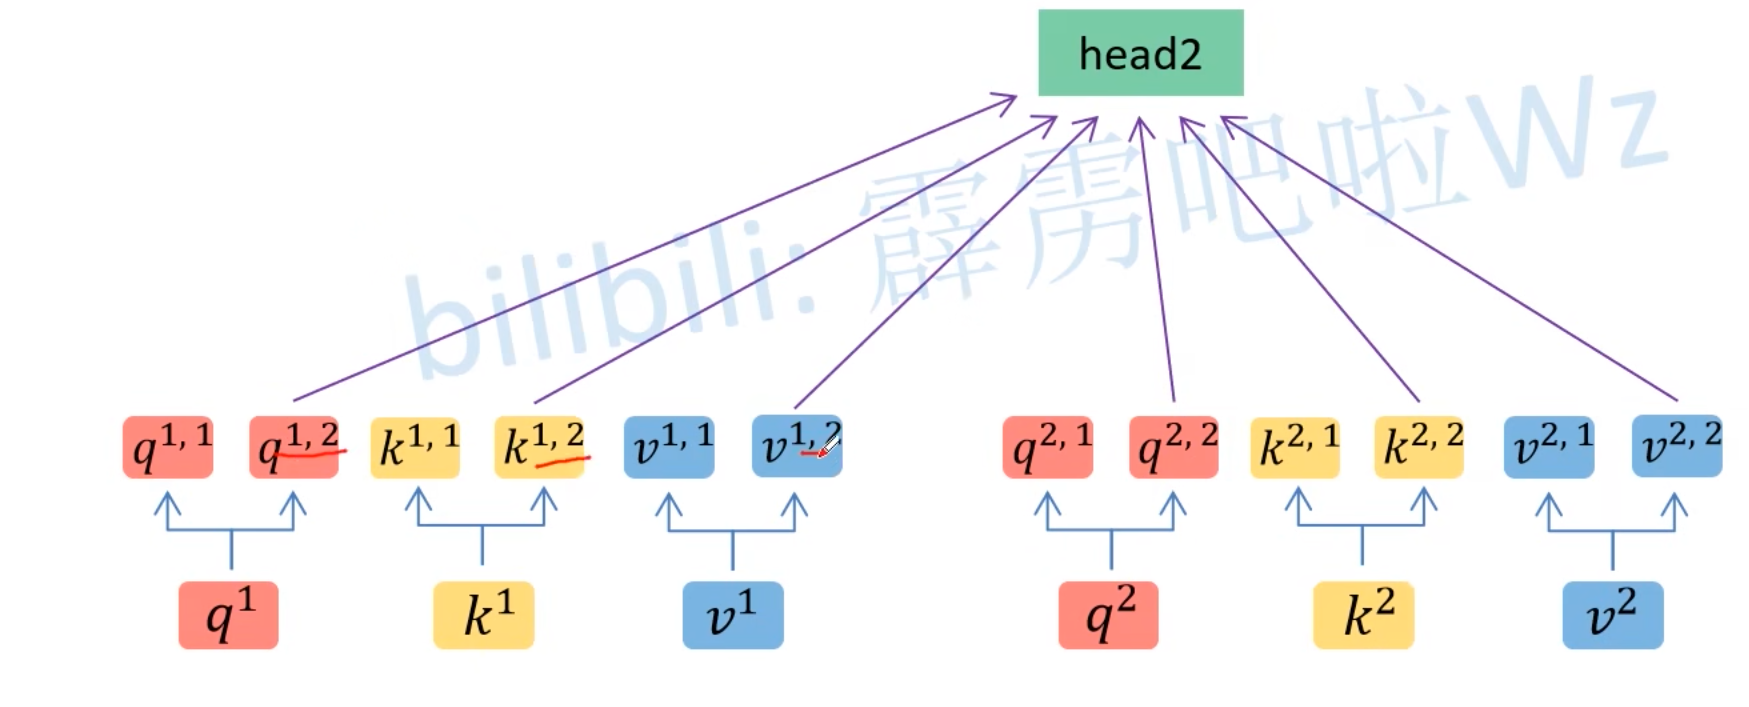 head2
bilibili: 霹雳吧啦Wz
q^{1,1} q^{1,2} k^{1,1} k^{1,2} v^{1,1} v^{1,2} q^{2,1} q^{2,2} k^{2,1} k^{2,2} v^{2,1} v^{2,2}
q^1 k^1 v^1 q^2 k^2 v^2